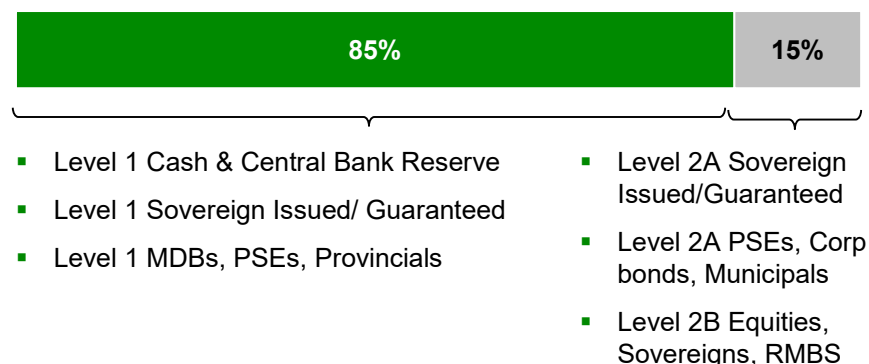 85%
15%
▪ Level 1 Cash & Central Bank Reserve
▪ Level 1 Sovereign Issued/ Guaranteed
▪ Level 1 MDBs, PSEs, Provincials
▪ Level 2A Sovereign
Issued/Guaranteed
▪ Level 2A PSEs, Corp
bonds, Municipals
▪ Level 2B Equities,
Sovereigns, RMBS